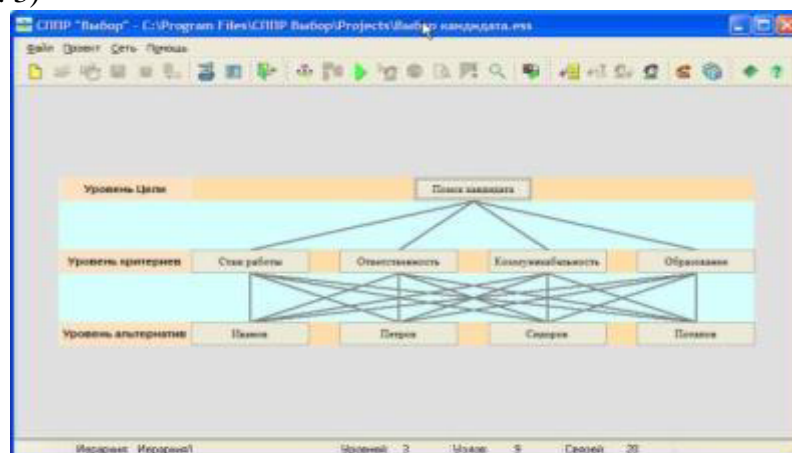 3)
СППР "Выбор" - C:\Program Files\СППР Выбор\Projects\Выбор кандидата.ess
Файл Проект Сеть Помощь
Уровень Цели Поиск кандидата
Уровень критериев Стаж работы Ответственность Коммуникабельность Образование
Уровень альтернатив Иванов Петров Сидоров Потапов
Иерархия: Иерархия1 Уровней 3 Узлов 9 Связей 20